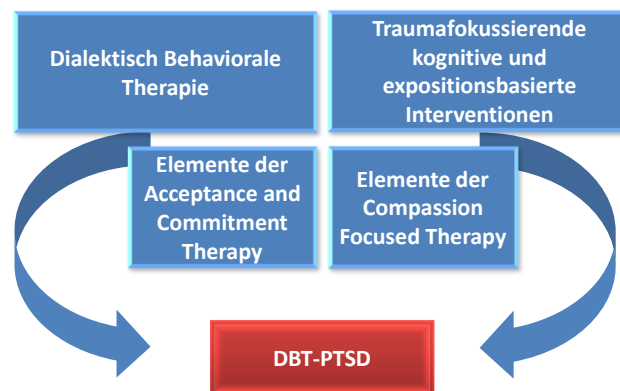 Dialektisch Behaviorale
Therapie
Traumafokussierende
kognitive und
expositionsbasierte
Interventionen
Elemente der
Acceptance and
Commitment
Therapy
Elemente der
Compassion
Focused Therapy
DBT-PTSD